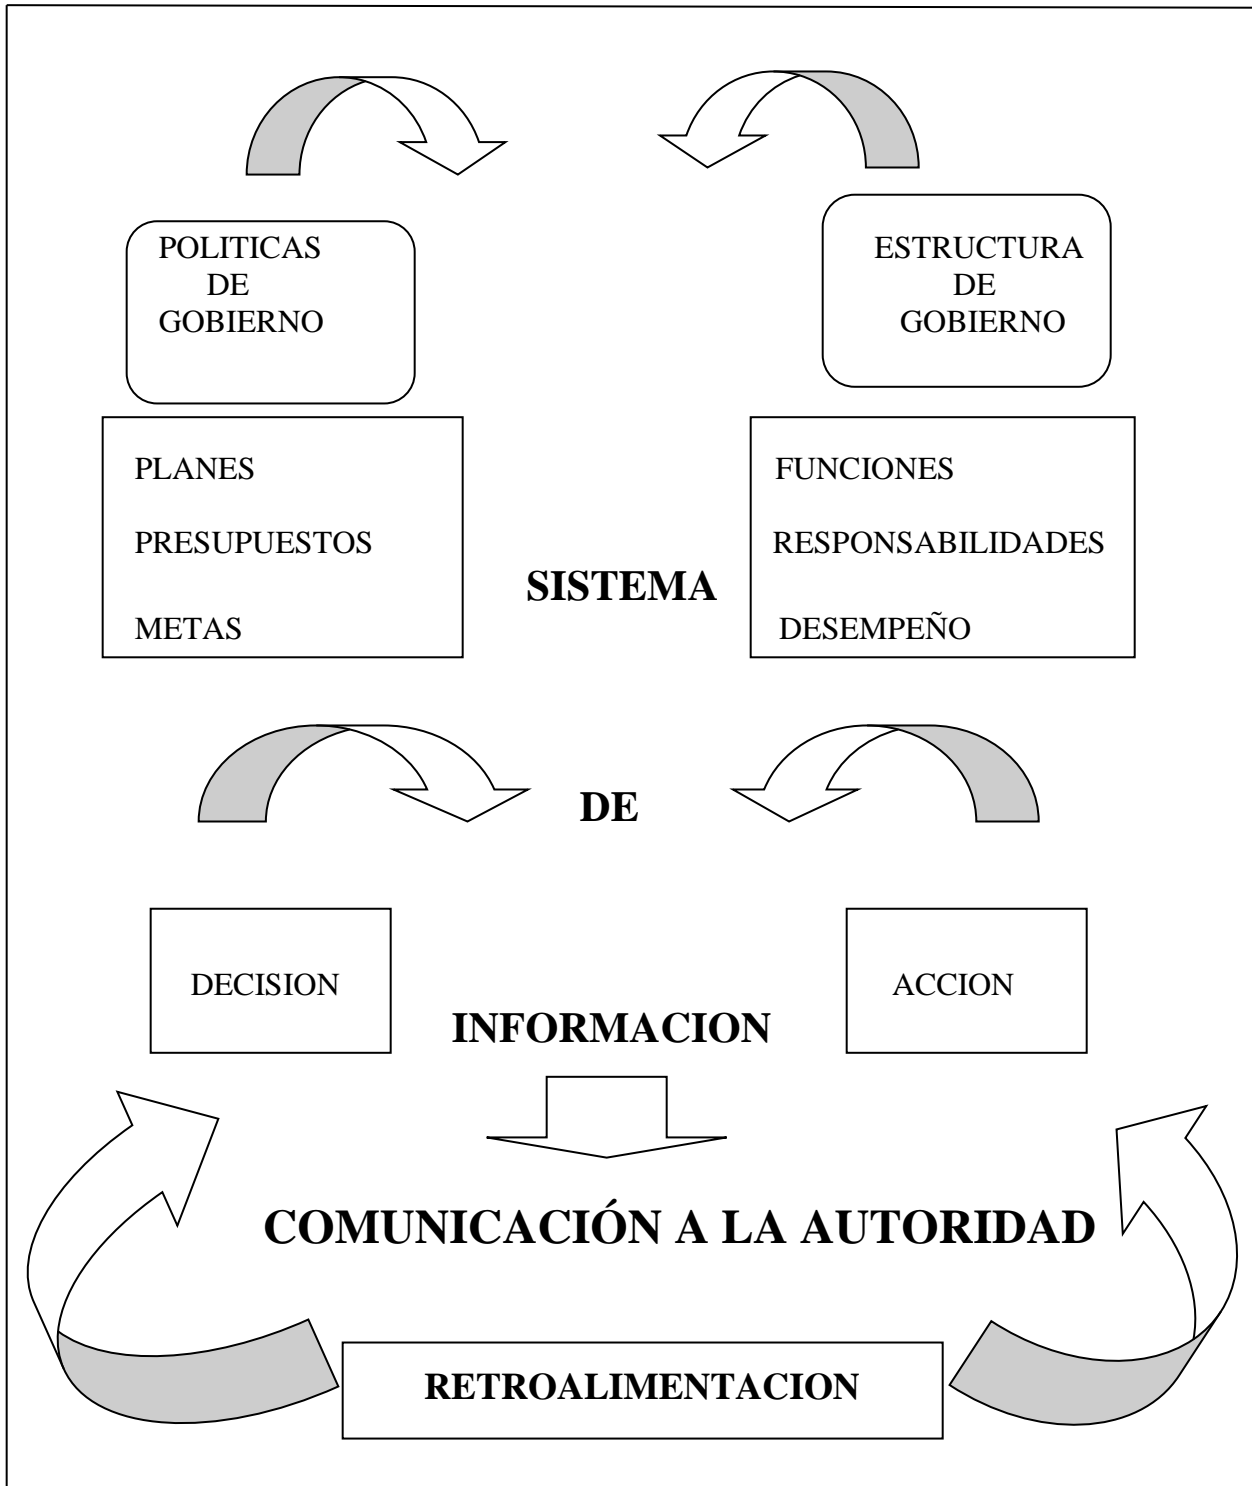 POLITICAS
DE
GOBIERNO
ESTRUCTURA
DE
GOBIERNO
PLANES
PRESUPUESTOS
METAS
FUNCIONES
RESPONSABILIDADES
DESEMPEÑO
SISTEMA
DE
INFORMACION
DECISION
ACCION
COMUNICACIÓN A LA AUTORIDAD
RETROALIMENTACION